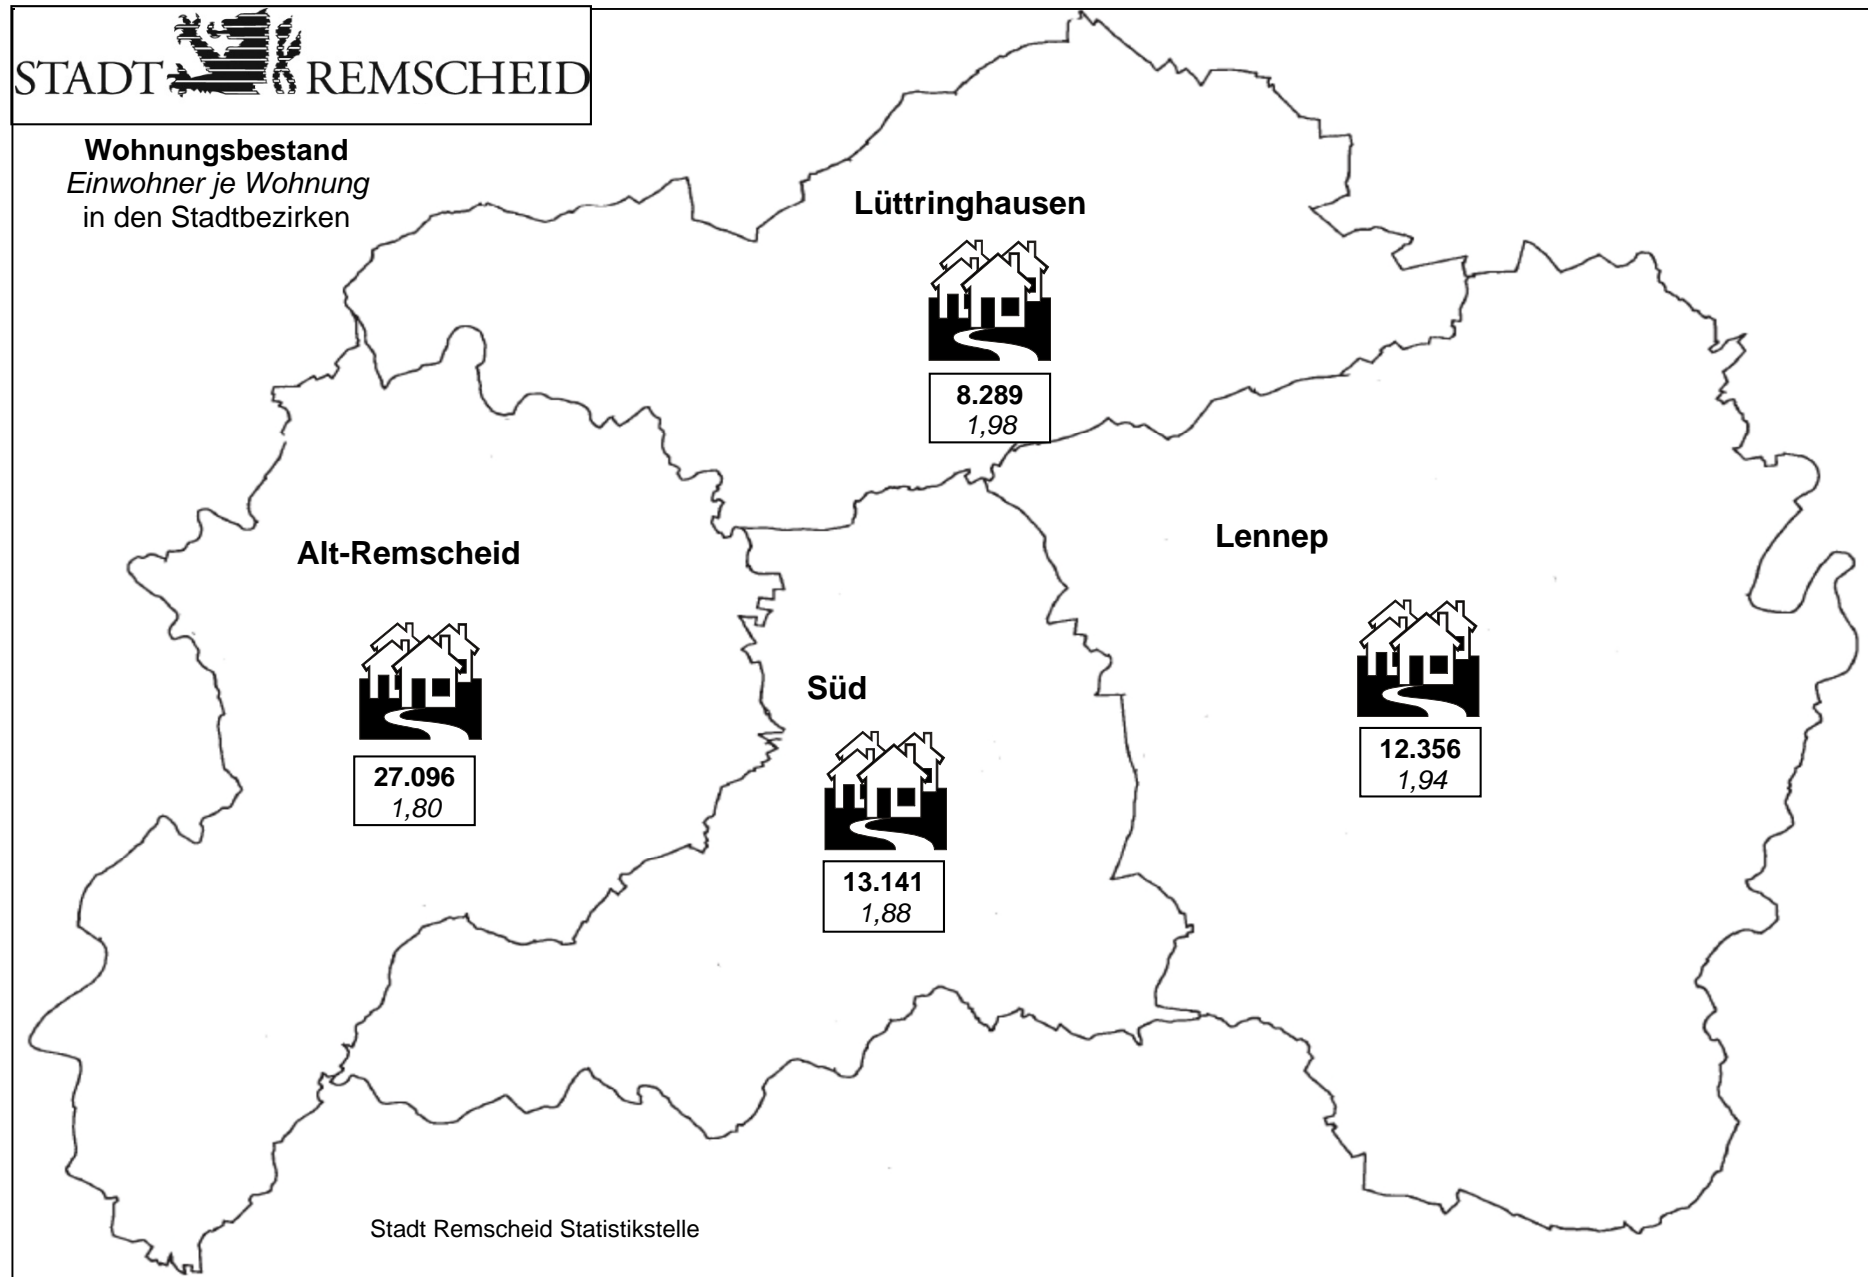 STADT REMSCHEID
Wohnungsbestand
Einwohner je Wohnung
in den Stadtbezirken
Lüttringhausen
8.289
1,98
Alt-Remscheid
27.096
1,80
Süd
13.141
1,88
Lennep
12.356
1,94
Stadt Remscheid Statistikstelle